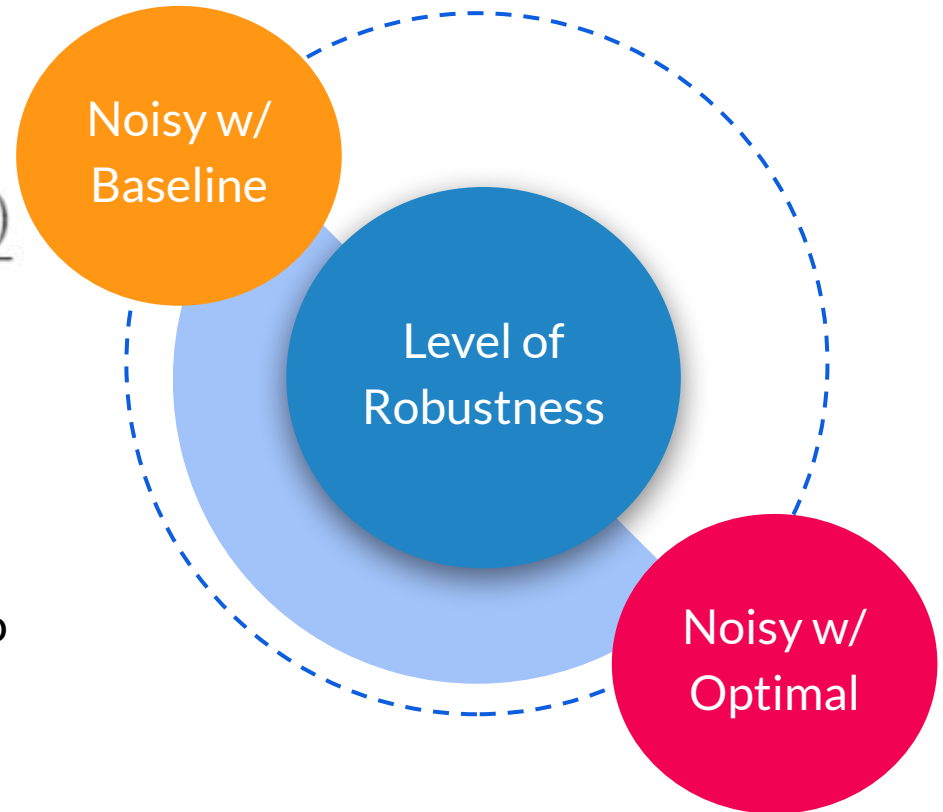 Noisy w/
Baseline
Level of
Robustness
Noisy w/
Optimal